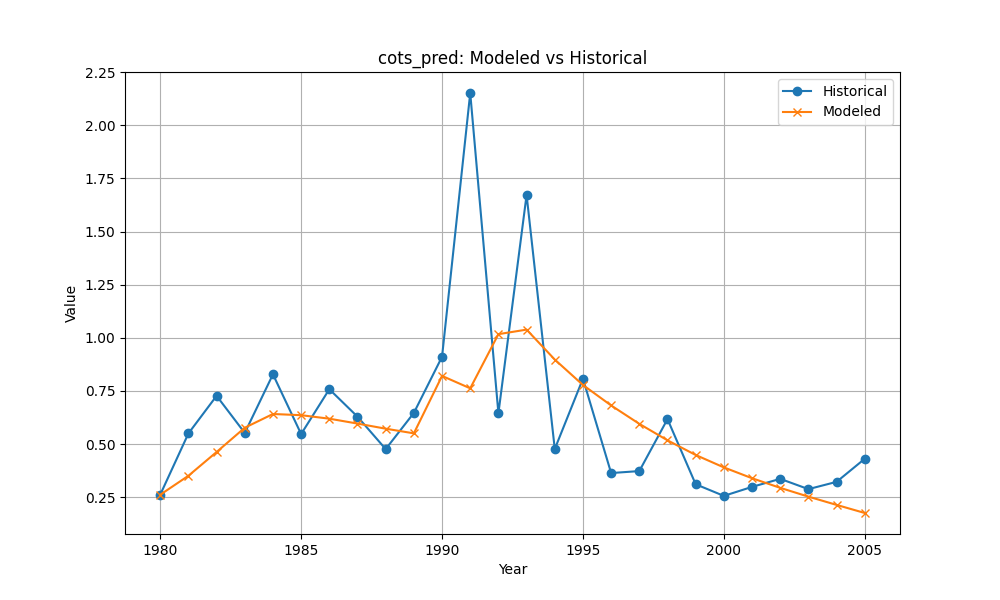 cots_pred: Modeled vs Historical
Historical
Modeled
Value
2.25
2.00
1.75
1.50
1.25
1.00
0.75
0.50
0.25
1980 1985 1990 1995 2000 2005
Year